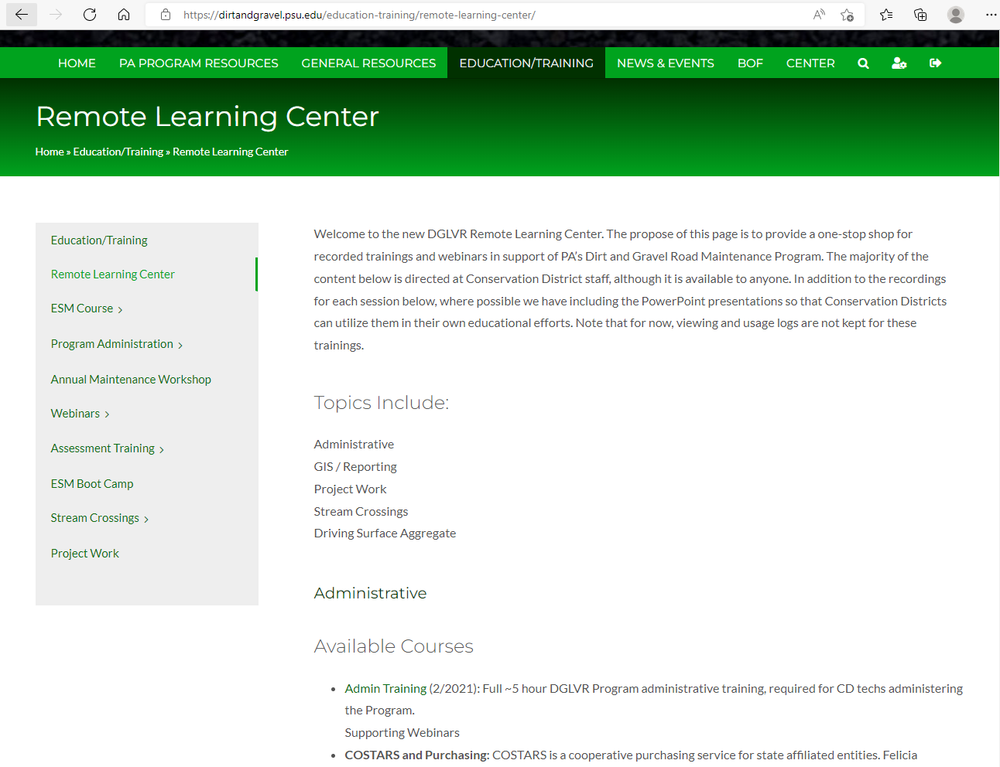 https://dirtandgravel.psu.edu/education-training/remote-learning-center/
HOME PA PROGRAM RESOURCES GENERAL RESOURCES EDUCATION/TRAINING NEWS & EVENTS BOF CENTER
Remote Learning Center
Home » Education/Training » Remote Learning Center
Education/Training
Remote Learning Center
ESM Course >
Program Administration >
Annual Maintenance Workshop
Webinars >
Assessment Training >
ESM Boot Camp
Stream Crossings >
Project Work
Welcome to the new DGLVR Remote Learning Center. The propose of this page is to provide a one-stop shop for
recorded trainings and webinars in support of PA’s Dirt and Gravel Road Maintenance Program. The majority of the
content below is directed at Conservation District staff, although it is available to anyone. In addition to the recordings
for each session below, where possible we have including the PowerPoint presentations so that Conservation Districts
can utilize them in their own educational efforts. Note that for now, viewing and usage logs are not kept for these
trainings.
Topics Include:
Administrative
GIS / Reporting
Project Work
Stream Crossings
Driving Surface Aggregate
Administrative
Available Courses
• Admin Training (2/2021): Full ~5 hour DGLVR Program administrative training, required for CD techs administering
the Program.
Supporting Webinars
• COSTARS and Purchasing: COSTARS is a cooperative purchasing service for state affiliated entities. Felicia